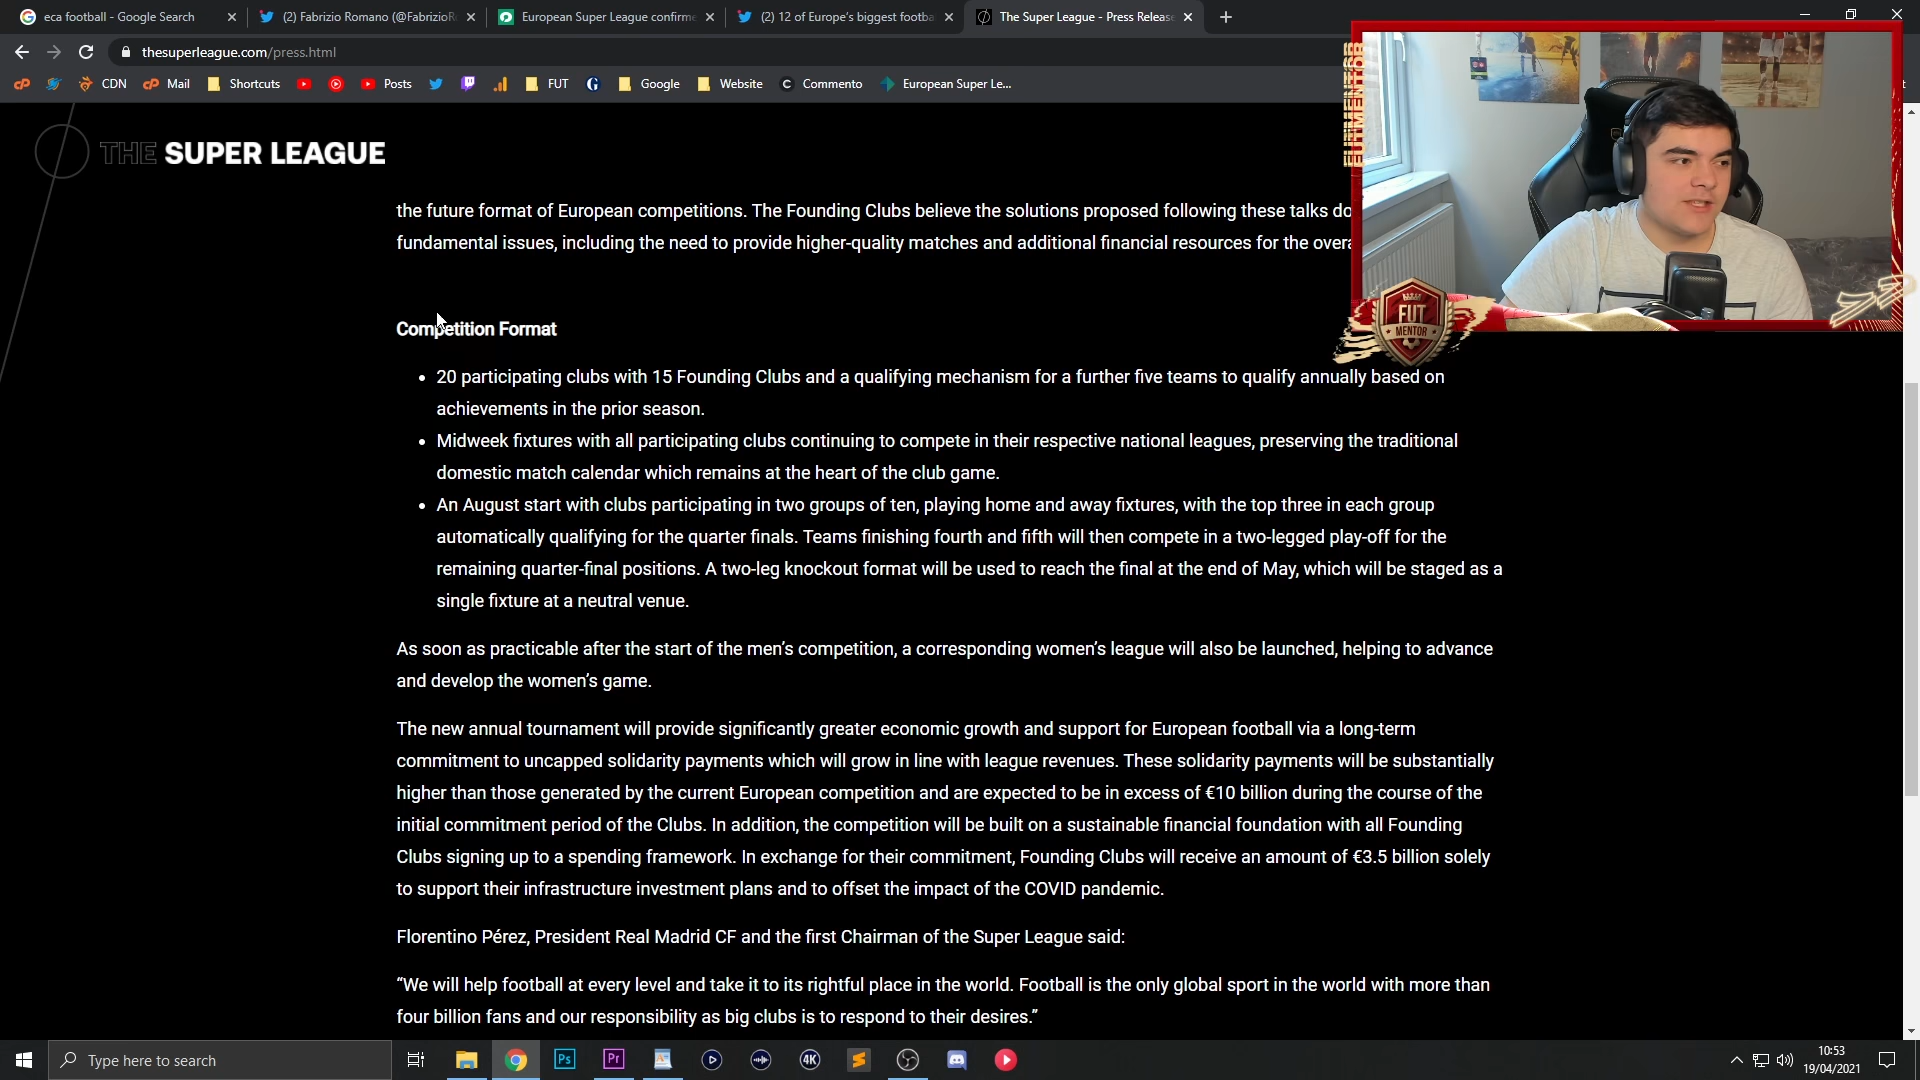 eca football - Google Search
(2) Fabrizio Romano (@FabrizioR
European Super League confirme
(2) 12 of Europe's biggest footba
The Super League - Press Release
thesuperleague.com/press.html
CDN
Mail
Shortcuts
Posts
FUT
Google
Website
Commento
European Super Le...
THE SUPER LEAGUE
the future format of European competitions. The Founding Clubs believe the solutions proposed following these talks do
fundamental issues, including the need to provide higher-quality matches and additional financial resources for the overa
Competition Format
• 20 participating clubs with 15 Founding Clubs and a qualifying mechanism for a further five teams to qualify annually based on
achievements in the prior season.
• Midweek fixtures with all participating clubs continuing to compete in their respective national leagues, preserving the traditional
domestic match calendar which remains at the heart of the club game.
• An August start with clubs participating in two groups of ten, playing home and away fixtures, with the top three in each group
automatically qualifying for the quarter finals. Teams finishing fourth and fifth will then compete in a two-legged play-off for the
remaining quarter-final positions. A two-leg knockout format will be used to reach the final at the end of May, which will be staged as a
single fixture at a neutral venue.
As soon as practicable after the start of the men's competition, a corresponding women's league will also be launched, helping to advance
and develop the women's game.
The new annual tournament will provide significantly greater economic growth and support for European football via a long-term
commitment to uncapped solidarity payments which will grow in line with league revenues. These solidarity payments will be substantially
higher than those generated by the current European competition and are expected to be in excess of €10 billion during the course of the
initial commitment period of the Clubs. In addition, the competition will be built on a sustainable financial foundation with all Founding
Clubs signing up to a spending framework. In exchange for their commitment, Founding Clubs will receive an amount of €3.5 billion solely
to support their infrastructure investment plans and to offset the impact of the COVID pandemic.
Florentino Pérez, President Real Madrid CF and the first Chairman of the Super League said:
“We will help football at every level and take it to its rightful place in the world. Football is the only global sport in the world with more than
four billion fans and our responsibility as big clubs is to respond to their desires.”
FUTMENTOR
FUT
MENTOR
Type here to search
Ps
Pr
4K
10:53
19/04/2021